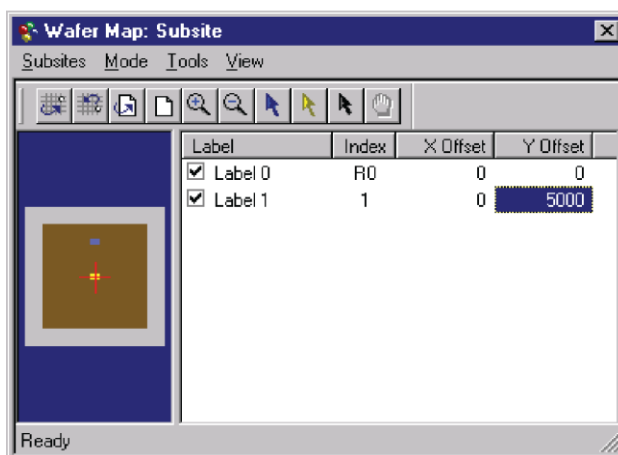 Wafer Map: Subsite
Subsites Mode Tools View
Label Index X Offset Y Offset
Label 0 R0 0 0
Label 1 1 0 5000
Ready